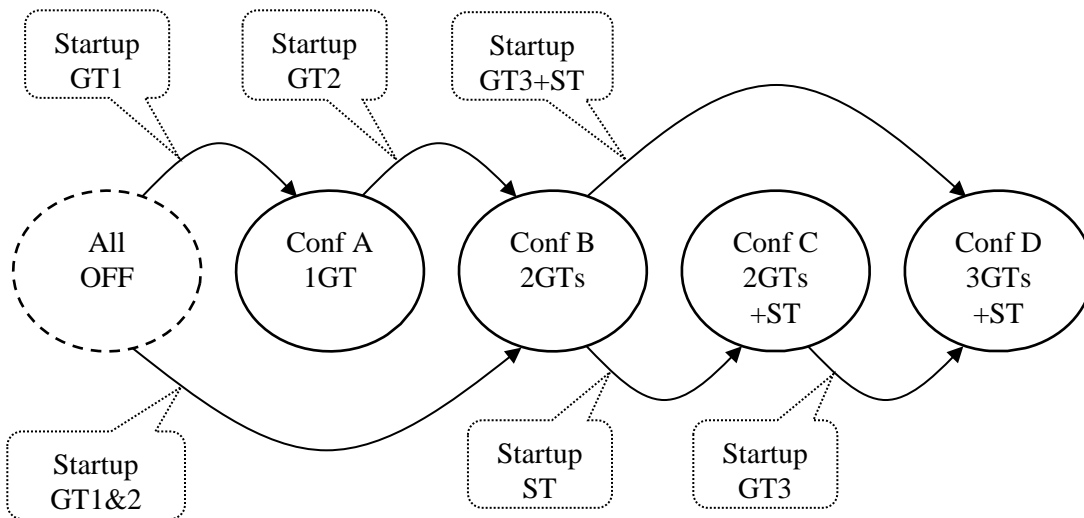 Startup
GT1
Startup
GT2
Startup
GT3+ST
All
OFF
Conf A
1GT
Conf B
2GTs
Conf C
2GTs
+ST
Conf D
3GTs
+ST
Startup
GT1&2
Startup
ST
Startup
GT3